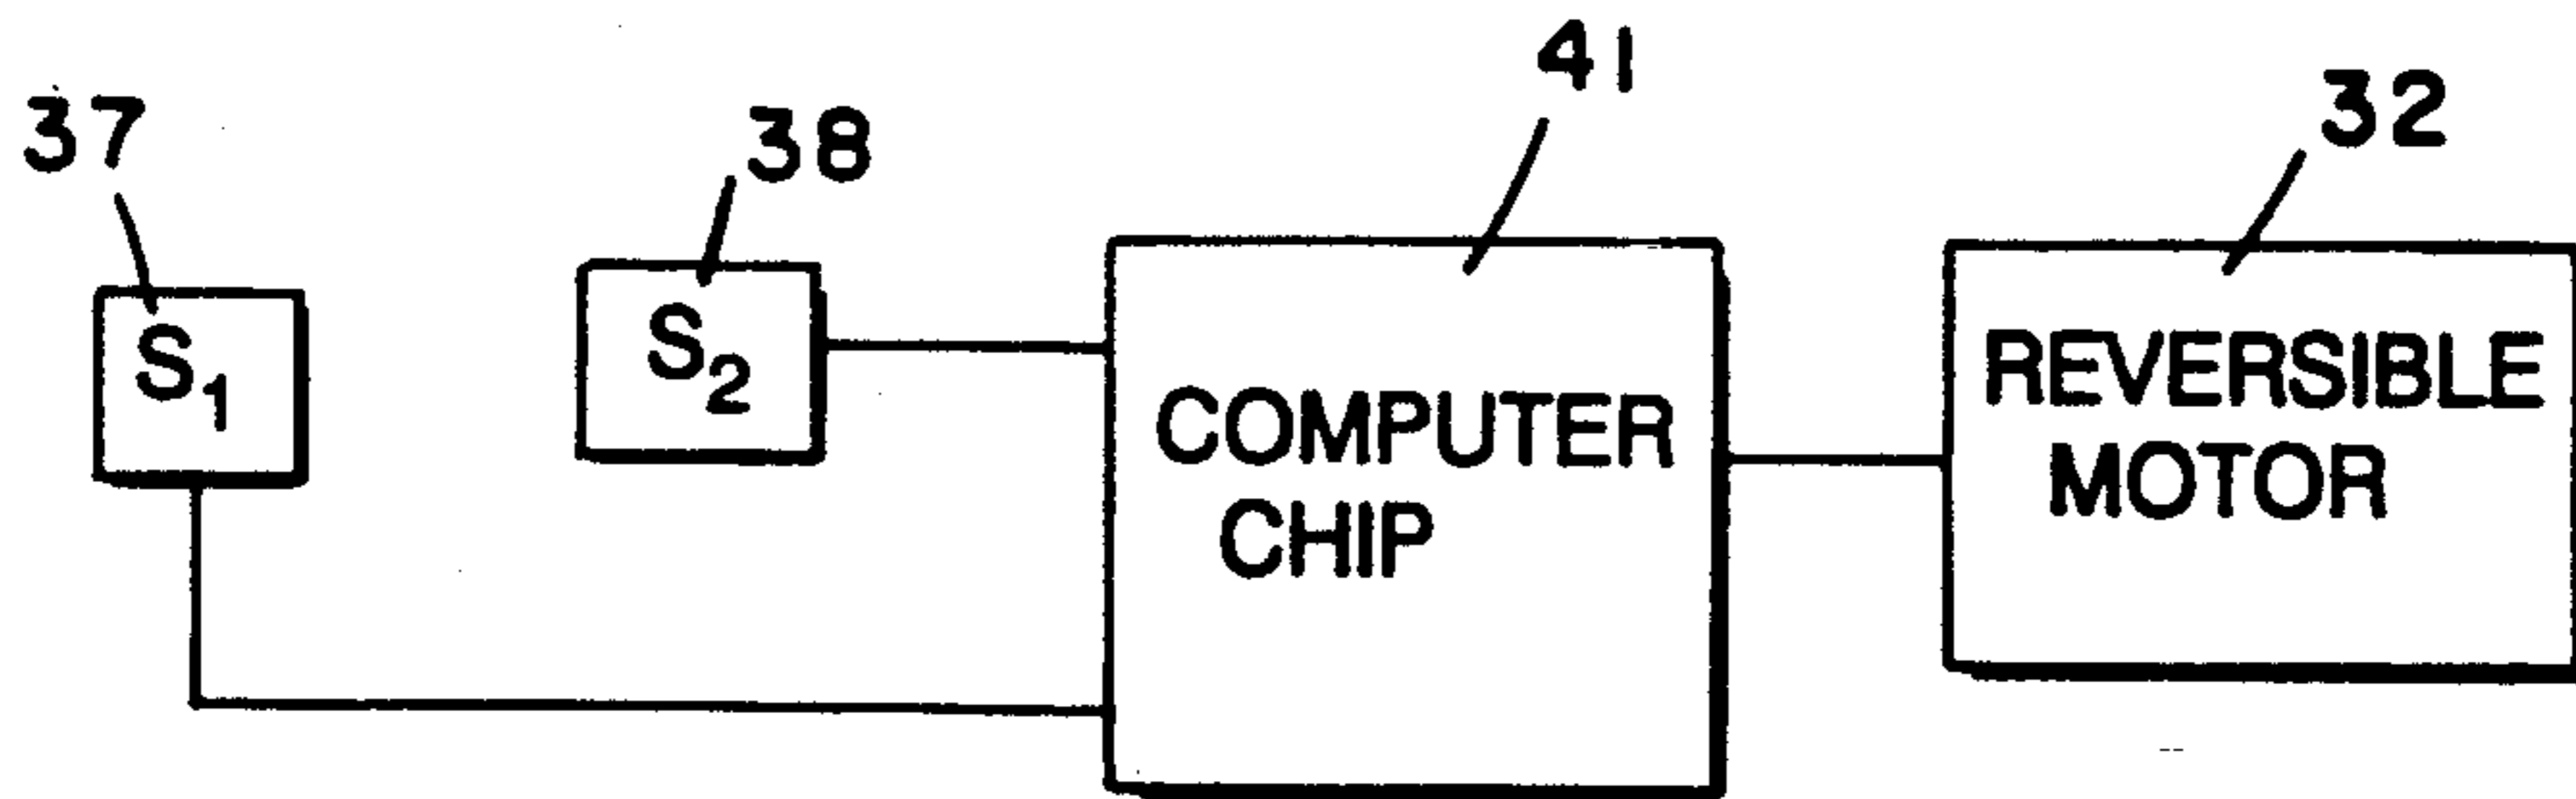 37
38
41
32
S₁
S₂
COMPUTER
CHIP
REVERSIBLE
MOTOR